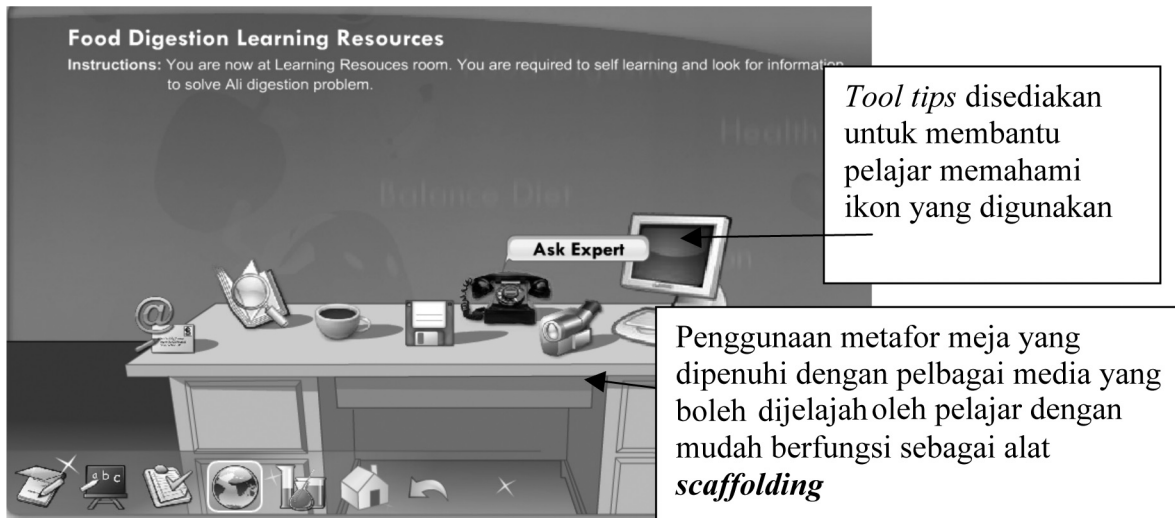 Food Digestion Learning Resources
Instructions: You are now at Learning Resouces room. You are required to self learning and look for information
to solve Ali digestion problem.
Health
Balance Diet
Ask Expert
on
@
a b c
Tool tips disediakan
untuk membantu
pelajar memahami
ikon yang digunakan
Penggunaan metafor meja yang
dipenuhi dengan pelbagai media yang
boleh dijelajah oleh pelajar dengan
mudah berfungsi sebagai alat
scaffolding